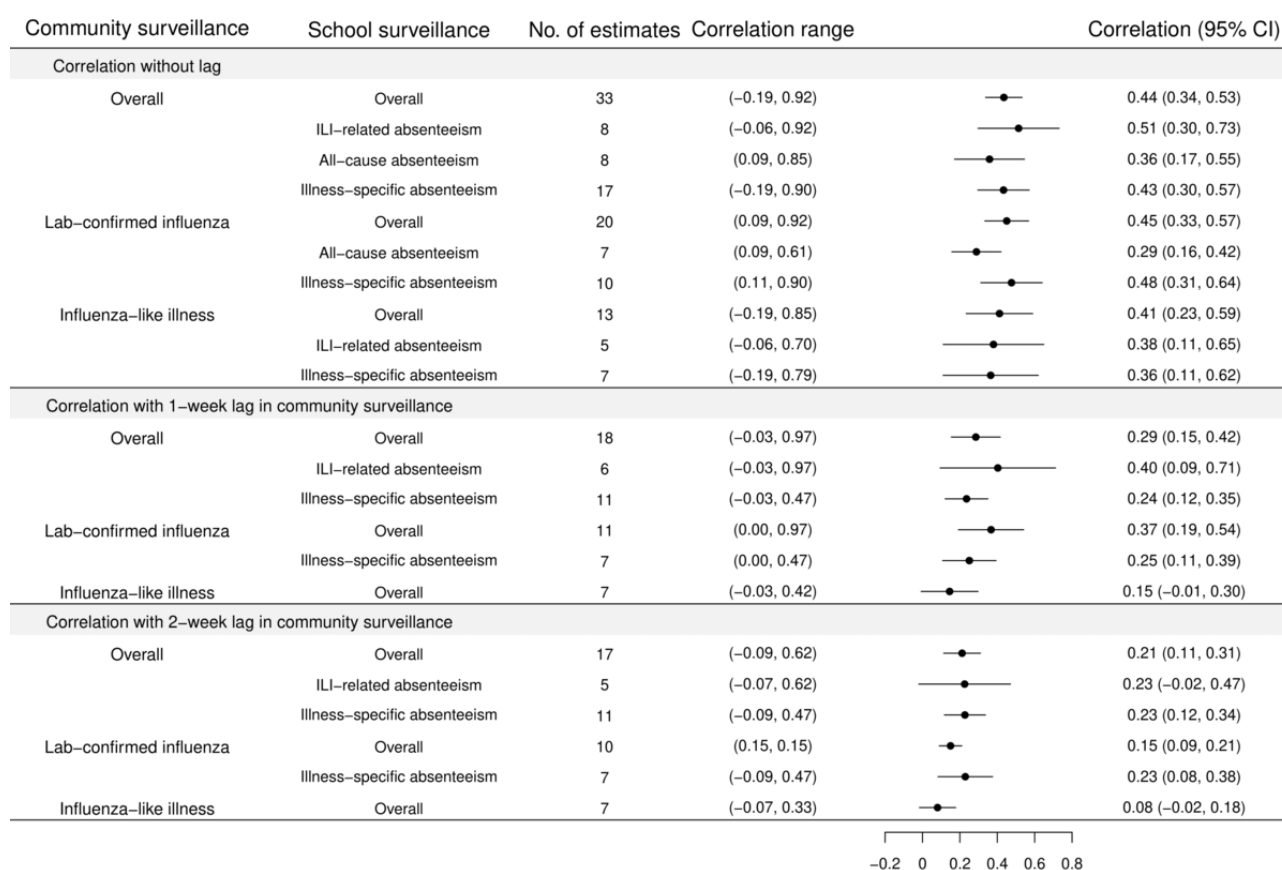 Community surveillance School surveillance No. of estimates Correlation range Correlation (95% CI)
Correlation without lag
Overall Overall 33 (−0.19, 0.92) 0.44 (0.34, 0.53)
ILI−related absenteeism 8 (−0.06, 0.92) 0.51 (0.30, 0.73)
All−cause absenteeism 8 (0.09, 0.85) 0.36 (0.17, 0.55)
Illness−specific absenteeism 17 (−0.19, 0.90) 0.43 (0.30, 0.57)
Lab−confirmed influenza Overall 20 (0.09, 0.92) 0.45 (0.33, 0.57)
All−cause absenteeism 7 (0.09, 0.61) 0.29 (0.16, 0.42)
Illness−specific absenteeism 10 (0.11, 0.90) 0.48 (0.31, 0.64)
Influenza−like illness Overall 13 (−0.19, 0.85) 0.41 (0.23, 0.59)
ILI−related absenteeism 5 (−0.06, 0.70) 0.38 (0.11, 0.65)
Illness−specific absenteeism 7 (−0.19, 0.79) 0.36 (0.11, 0.62)
Correlation with 1−week lag in community surveillance
Overall Overall 18 (−0.03, 0.97) 0.29 (0.15, 0.42)
ILI−related absenteeism 6 (−0.03, 0.97) 0.40 (0.09, 0.71)
Illness−specific absenteeism 11 (−0.03, 0.47) 0.24 (0.12, 0.35)
Lab−confirmed influenza Overall 11 (0.00, 0.97) 0.37 (0.19, 0.54)
Illness−specific absenteeism 7 (0.00, 0.47) 0.25 (0.11, 0.39)
Influenza−like illness Overall 7 (−0.03, 0.42) 0.15 (−0.01, 0.30)
Correlation with 2−week lag in community surveillance
Overall Overall 17 (−0.09, 0.62) 0.21 (0.11, 0.31)
ILI−related absenteeism 5 (−0.07, 0.62) 0.23 (−0.02, 0.47)
Illness−specific absenteeism 11 (−0.09, 0.47) 0.23 (0.12, 0.34)
Lab−confirmed influenza Overall 10 (0.15, 0.15) 0.15 (0.09, 0.21)
Illness−specific absenteeism 7 (−0.09, 0.47) 0.23 (0.08, 0.38)
Influenza−like illness Overall 7 (−0.07, 0.33) 0.08 (−0.02, 0.18)
−0.2 0 0.2 0.4 0.6 0.8